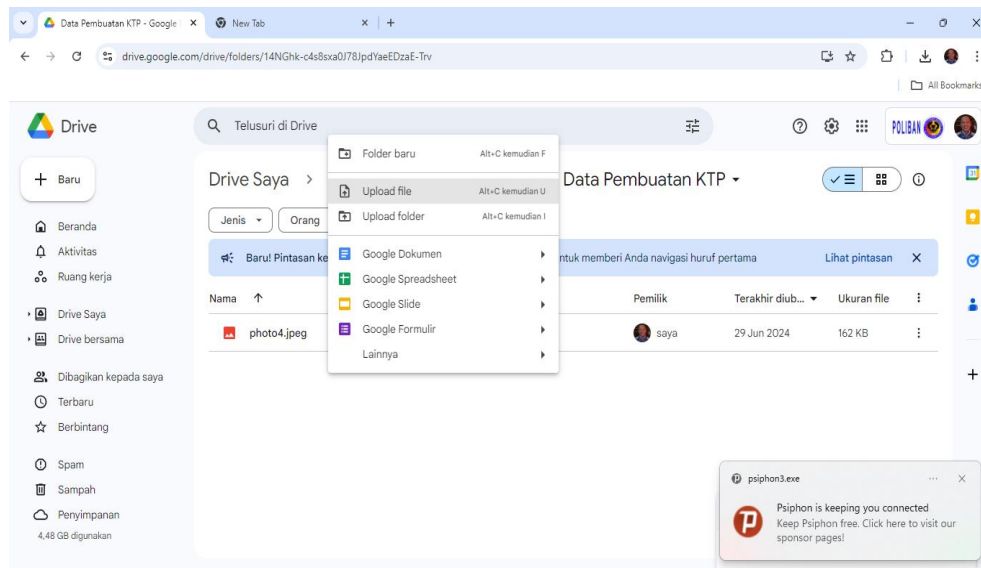 Data Pembuatan KTP - Google
New Tab
drive.google.com/drive/folders/14NGhk-c4s8sxa0J78JpdYaeEDzaE-Trv
All Bookmarks
Drive
Telusuri di Drive
POLIBAN
Baru
Drive Saya > Data Pembuatan KTP
Jenis
Orang
Folder baru Alt+C kemudian F
Upload file Alt+C kemudian U
Upload folder Alt+C kemudian I
Google Dokumen
Google Spreadsheet
Google Slide
Google Formulir
Lainnya
Beranda
Aktivitas
Ruang kerja
Drive Saya
Drive bersama
Dibagikan kepada saya
Terbaru
Berbintang
Spam
Sampah
Penyimpanan
4,48 GB digunakan
Baru! Pintasan ke ntuk memberi Anda navigasi huruf pertama Lihat pintasan
Nama Pemilik Terakhir diub... Ukuran file
photo4.jpeg saya 29 Jun 2024 162 KB
psiphon3.exe
Psiphon is keeping you connected
Keep Psiphon free. Click here to visit our
sponsor pages!